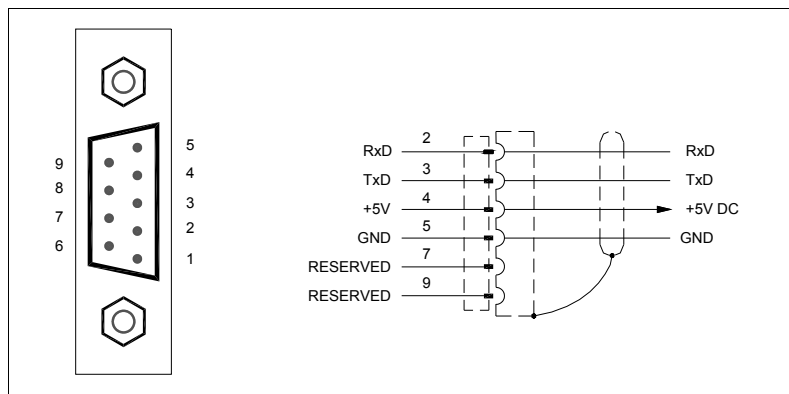 5
9
4
8
3
7
2
6
1
RxD 2 RxD
TxD 3 TxD
+5V 4 +5V DC
GND 5 GND
RESERVED 7
RESERVED 9